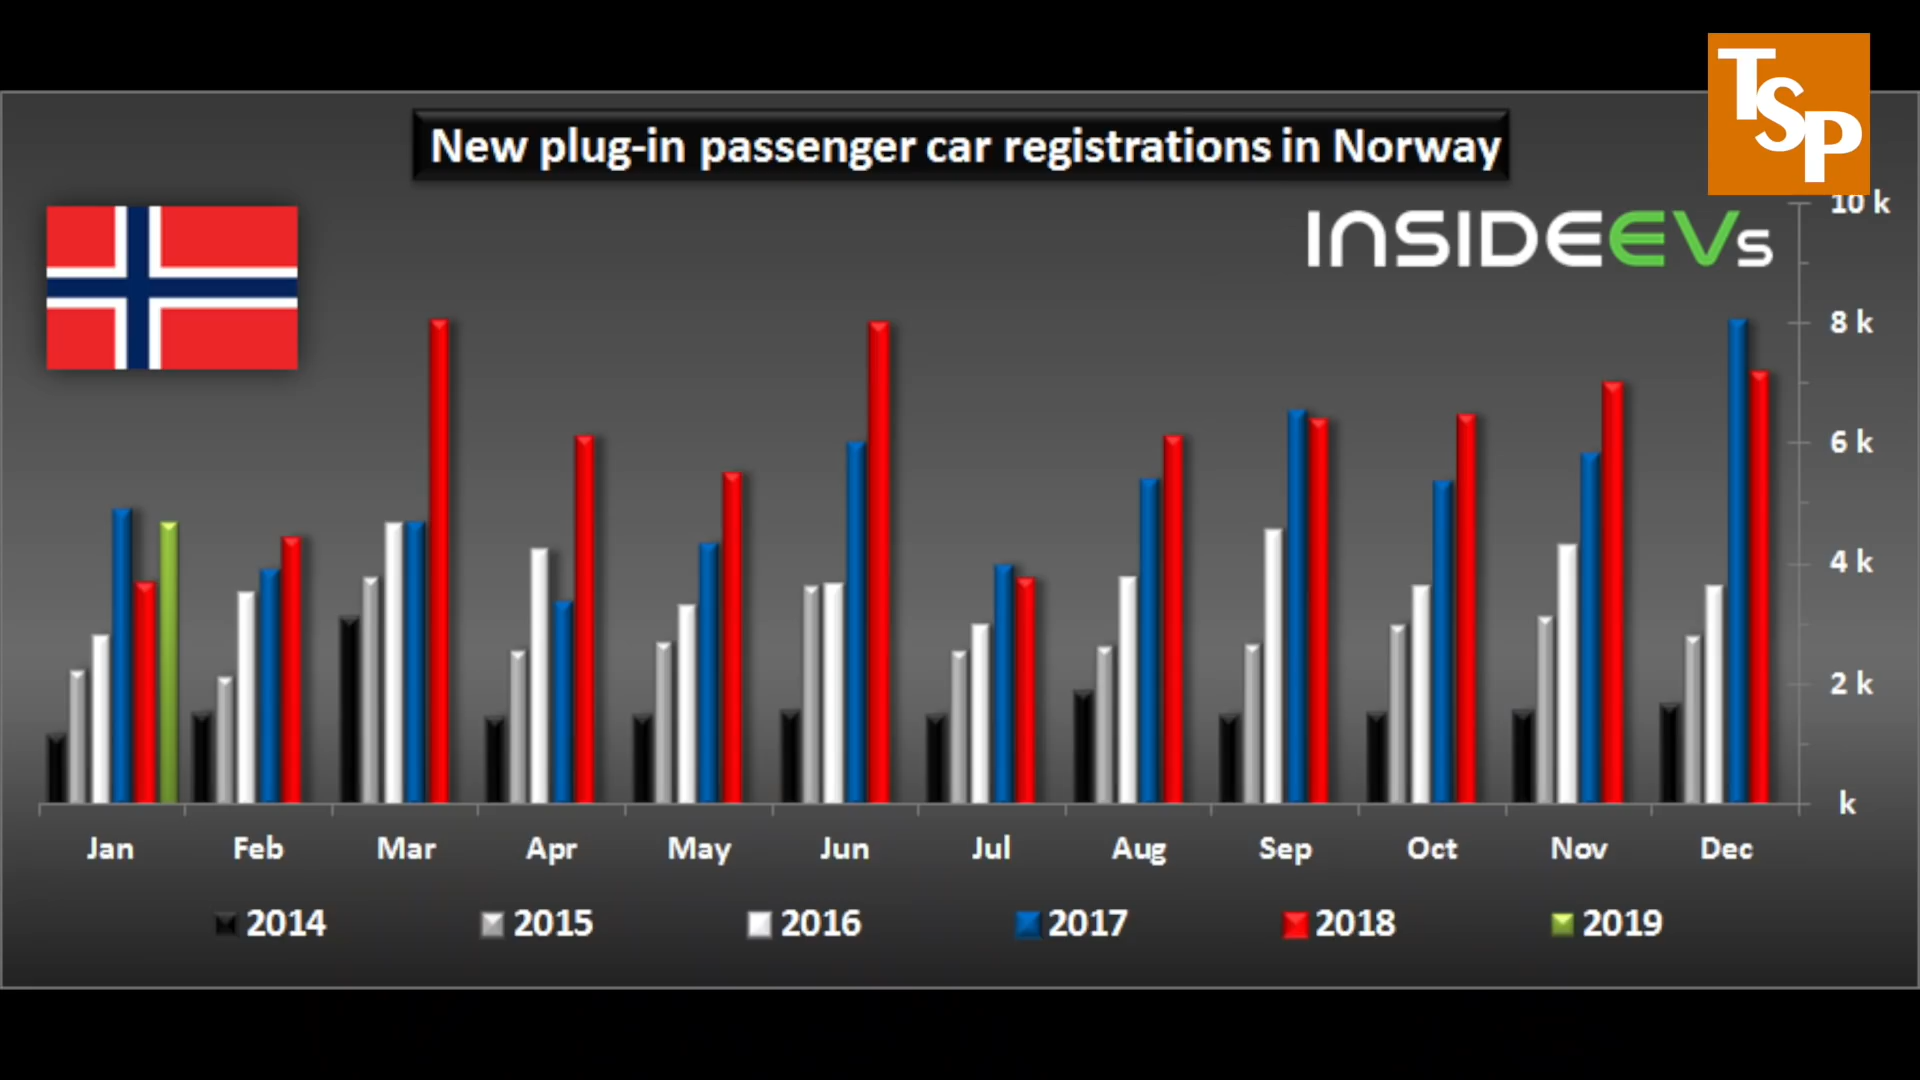 TSP
New plug-in passenger car registrations in Norway
INSIDEEVs
10 k
8 k
6 k
4 k
2 k
k
Jan Feb Mar Apr May Jun Jul Aug Sep Oct Nov Dec
2014 2015 2016 2017 2018 2019